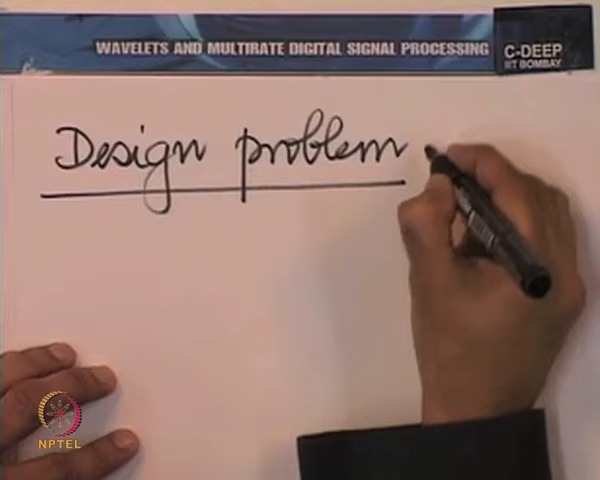 WAVELETS AND MULTIRATE DIGITAL SIGNAL PROCESSING
C-DEEP
IIT BOMBAY
Design problem
NPTEL